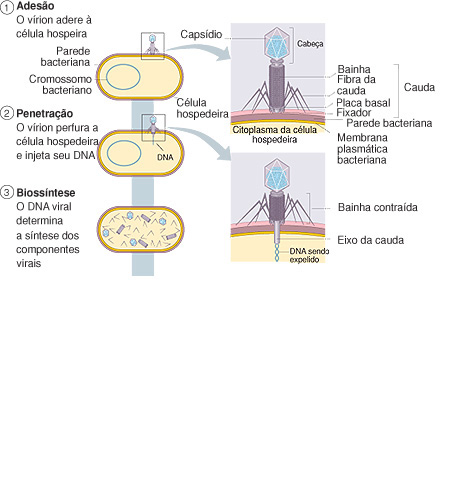 1 Adesão
O vírion adere à
célula hospeira
Parede
bacteriana
Cromossomo
bacteriano
Capsídio
Cabeça
Bainha
Fibra da
cauda
Placa basal
Fixador
Cauda
Parede bacteriana
Citoplasma da célula
hospedeira
Membrana
plasmática
bacteriana
2 Penetração
O vírion perfura a
célula hospedeira
e injeta seu DNA
Célula
hospedeira
DNA
3 Biossíntese
O DNA viral
determina
a síntese dos
componentes
virais
Bainha contraída
Eixo da cauda
DNA sendo
expelido